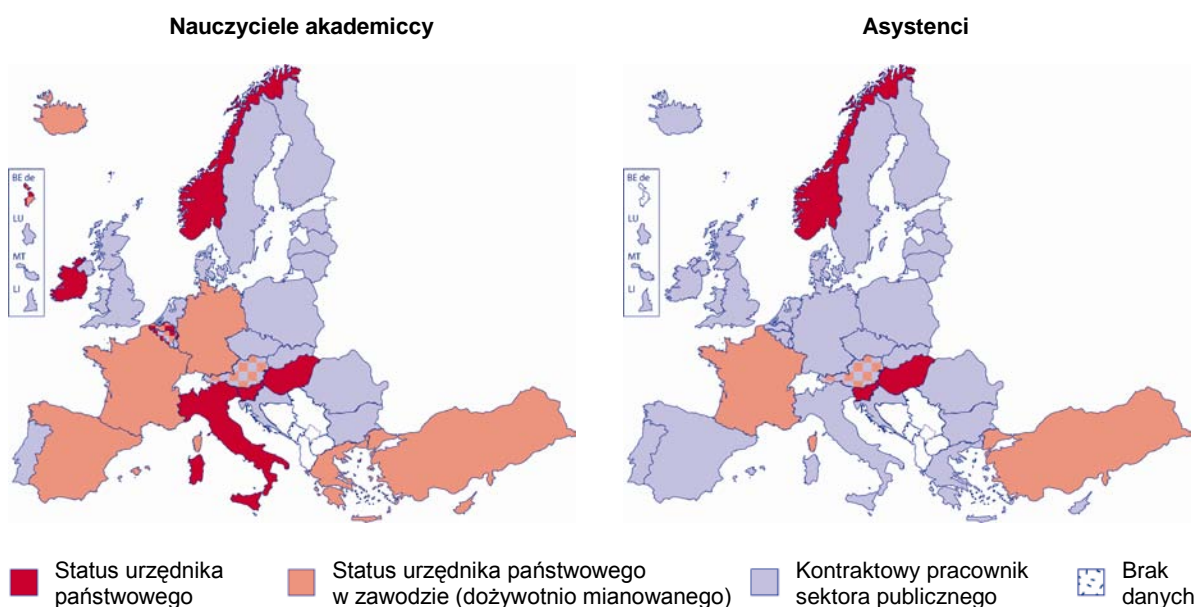 Nauczyciele akademiccy
Asystenci
BE de
LU
MT
LI
BE de
LU
MT
LI
Status urzędnika
państwowego
Status urzędnika państwowego
w zawodzie (dożywotnio mianowanego)
Kontraktowy pracownik
sektora publicznego
Brak
danych